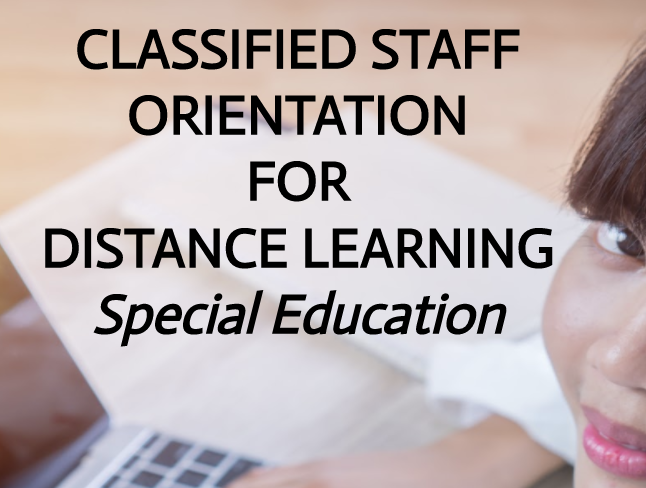 CLASSIFIED STAFF
ORIENTATION
FOR
DISTANCE LEARNING
Special Education